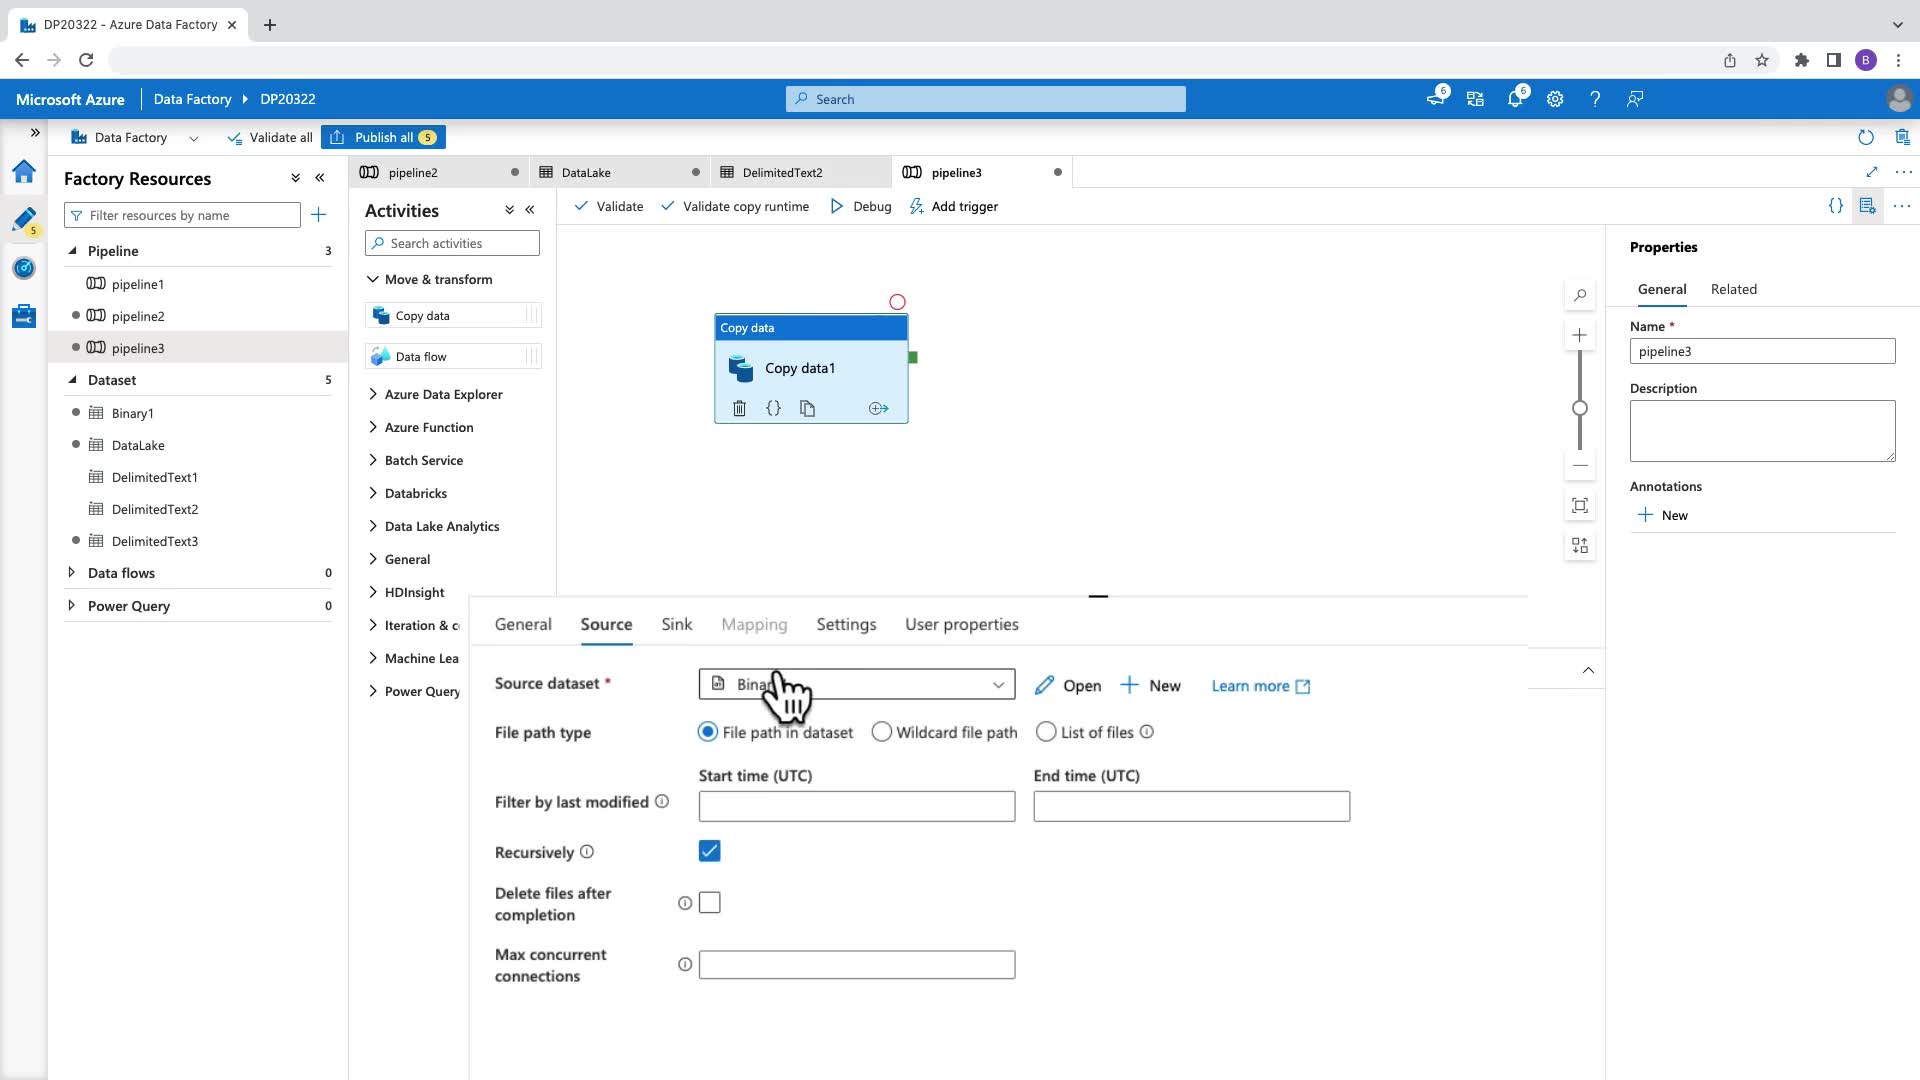 DP20322 - Azure Data Factory
B
Microsoft Azure
Data Factory
DP20322
Search
6
6
Data Factory
Validate all
Publish all
5
Factory Resources
Filter resources by name
5
Pipeline
3
pipeline1
pipeline2
pipeline3
Dataset
5
Binary1
DataLake
DelimitedText1
DelimitedText2
DelimitedText3
Data flows
0
Power Query
0
pipeline2
DataLake
DelimitedText2
pipeline3
Activities
Search activities
Move & transform
Copy data
Data flow
Azure Data Explorer
Azure Function
Batch Service
Databricks
Data Lake Analytics
General
HDInsight
Iteration & c
Machine Lea
Power Query
Validate
Validate copy runtime
Debug
Add trigger
Copy data
Copy data1
{}
{}
Properties
General
Related
Name *
pipeline3
Description
Annotations
New
General
Source
Sink
Mapping
Settings
User properties
Source dataset *
Open
New
Learn more
File path type
File path in dataset
Wildcard file path
List of files
Start time (UTC)
End time (UTC)
Filter by last modified
Recursively
Delete files after
completion
Max concurrent
connections